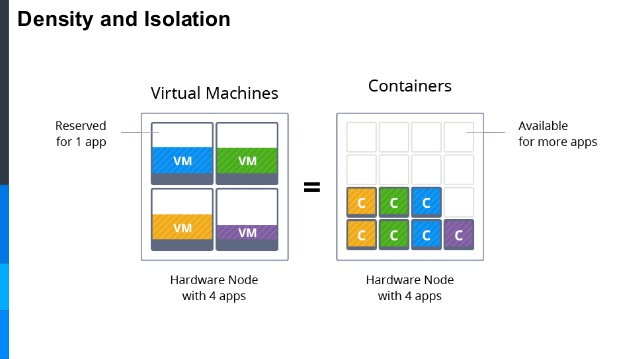 Density and Isolation
Virtual Machines
Containers
Reserved
for 1 app
Available
for more apps
VM
VM
VM
VM
=
C
C
C
C
C
C
C
Hardware Node
with 4 apps
Hardware Node
with 4 apps